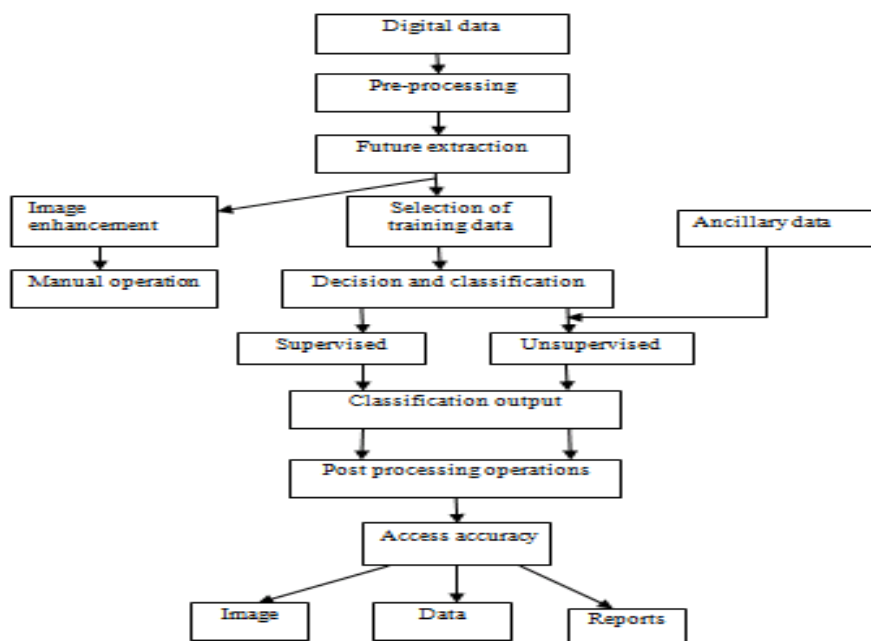 Digital data
Pre-processing
Future extraction
Image
enhancement
Selection of
training data
Ancillary data
Manual operation
Decision and classification
Supervised
Unsupervised
Classification output
Post processing operations
Access accuracy
Image
Data
Reports